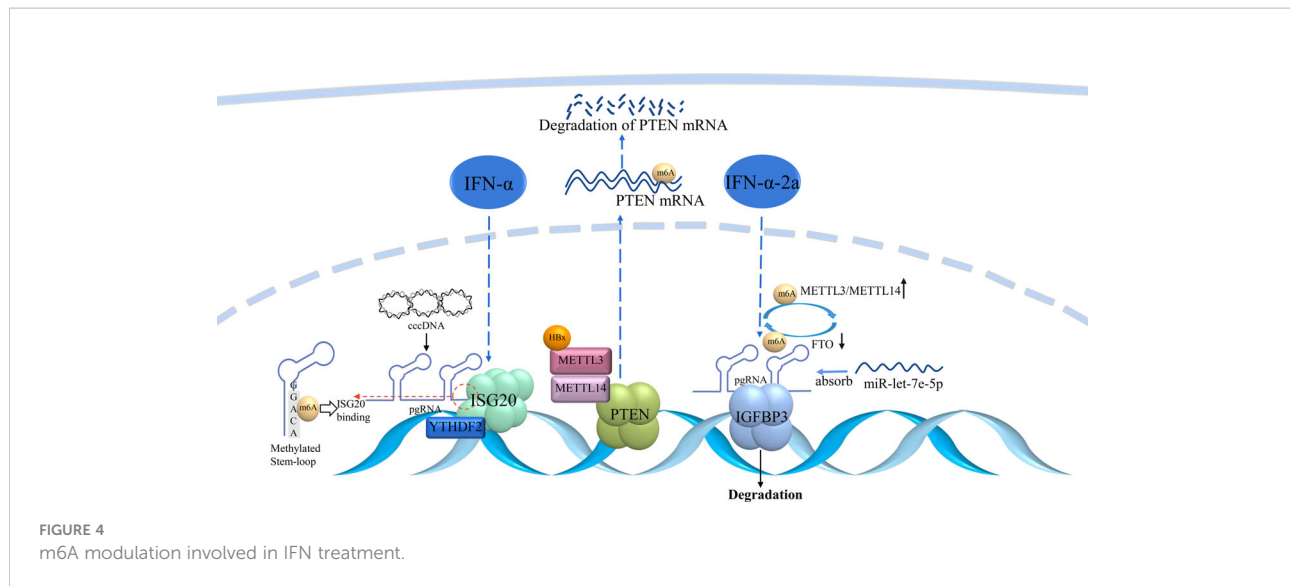 Degradation of PTEN mRNA
IFN-α
m6A
PTEN mRNA
IFN-α-2a
cccDNA
HBx
METTL3
METTL14
PTEN
m6A
METTL3/METTL14
m6A
FTO
pgRNA
absorb
miR-let-7e-5p
IGFBP3
Degradation
G
G
A
C
A
m6A
ISG20
binding
pgRNA
ISG20
YTHDF2
Methylated
Stem-loop
FIGURE 4
m6A modulation involved in IFN treatment.